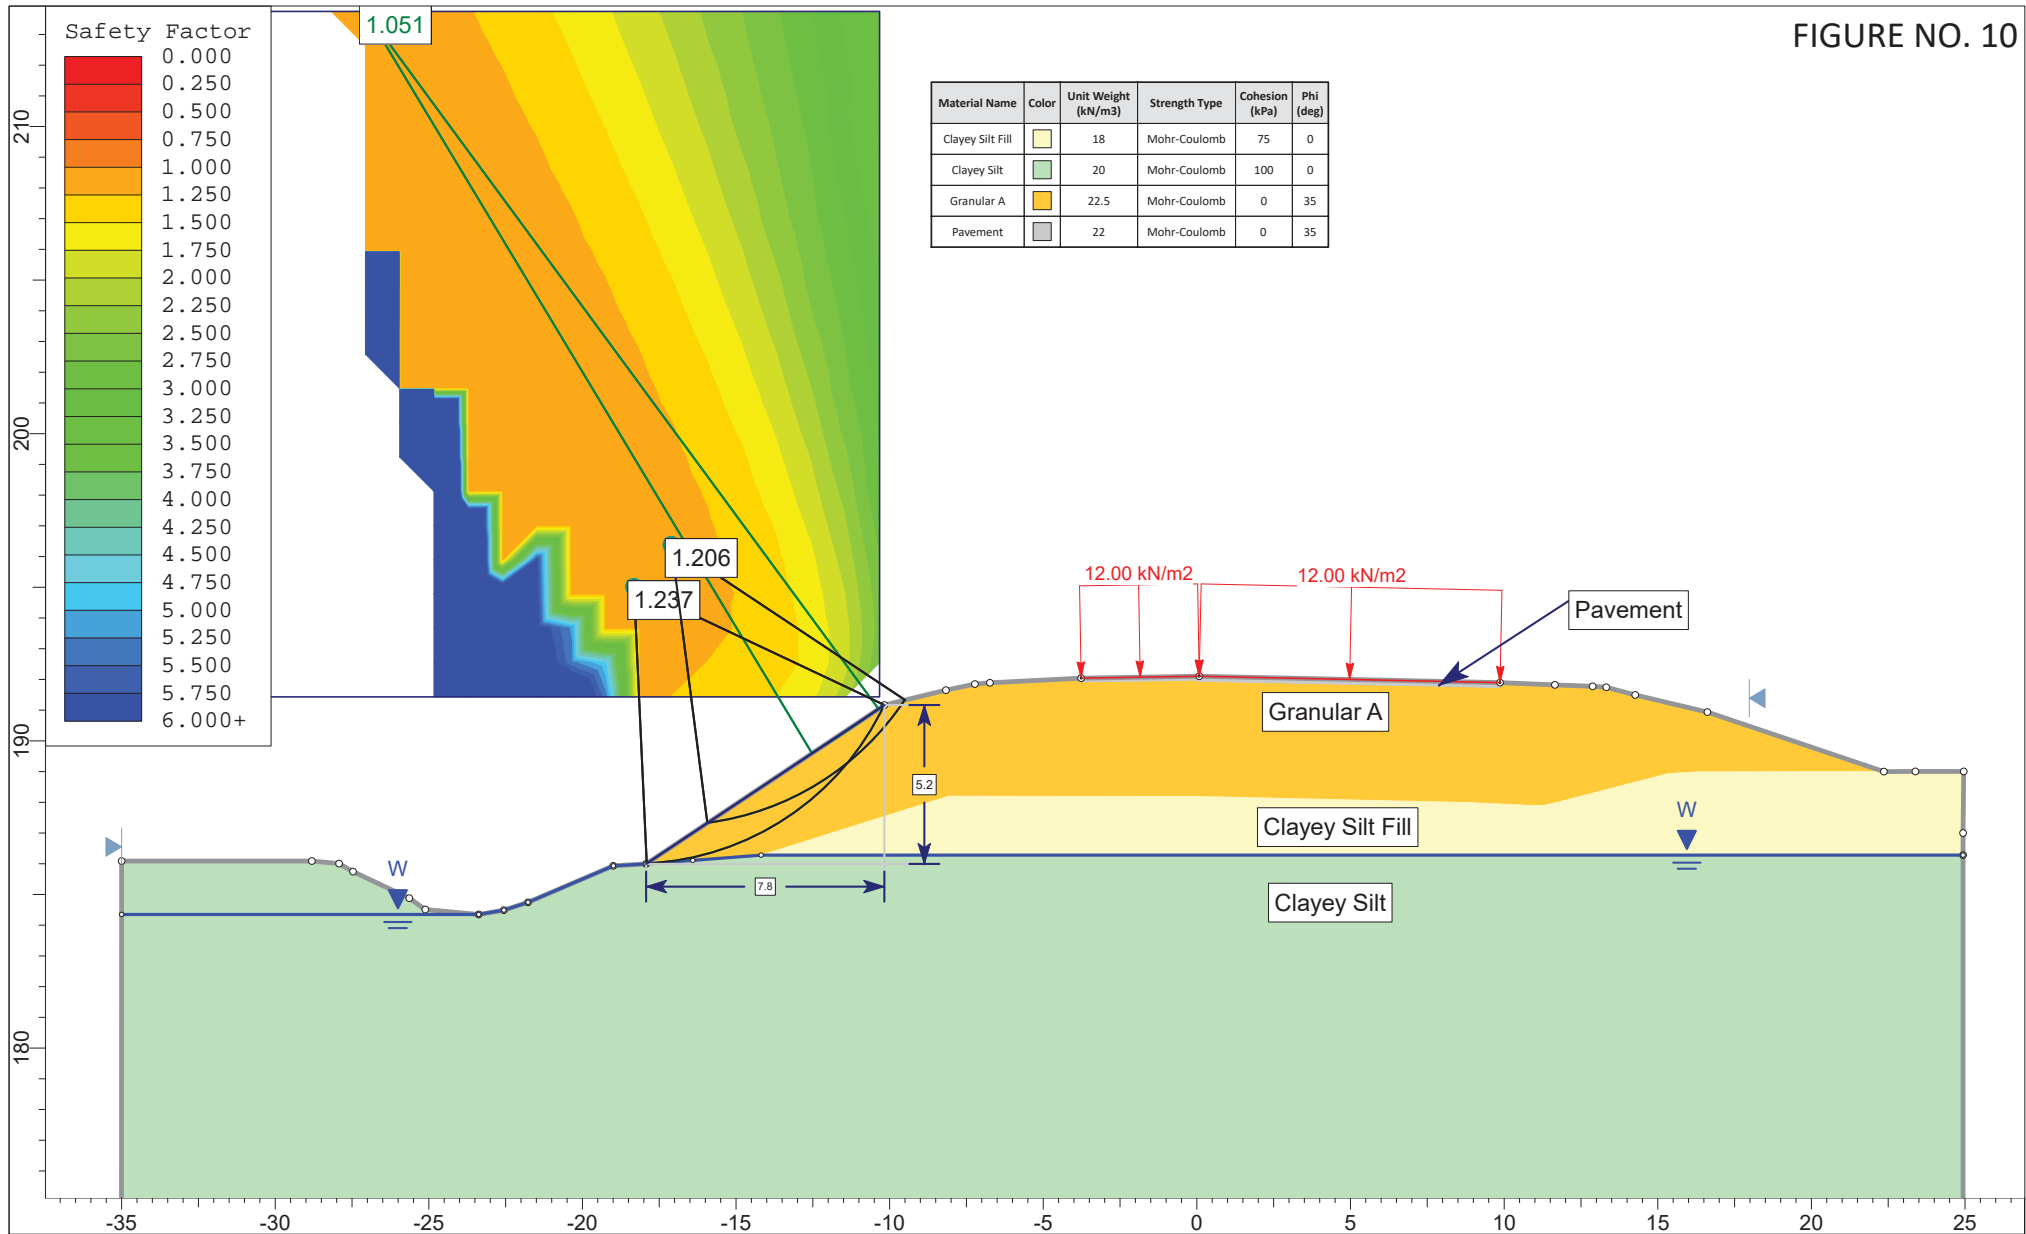 FIGURE NO. 10
Safety Factor
0.000
0.250
0.500
0.750
1.000
1.250
1.500
1.750
2.000
2.250
2.500
2.750
3.000
3.250
3.500
3.750
4.000
4.250
4.500
4.750
5.000
5.250
5.500
5.750
6.000+
1.051
Material Name Color Unit Weight (kN/m3) Strength Type Cohesion (kPa) Phi (deg)
Clayey Silt Fill 18 Mohr-Coulomb 75 0
Clayey Silt 20 Mohr-Coulomb 100 0
Granular A 22.5 Mohr-Coulomb 0 35
Pavement 22 Mohr-Coulomb 0 35
1.206
1.237
12.00 kN/m2
12.00 kN/m2
Pavement
Granular A
5.2
Clayey Silt Fill
W
W
7.8
Clayey Silt
210
200
190
180
-35 -30 -25 -20 -15 -10 -5 0 5 10 15 20 25